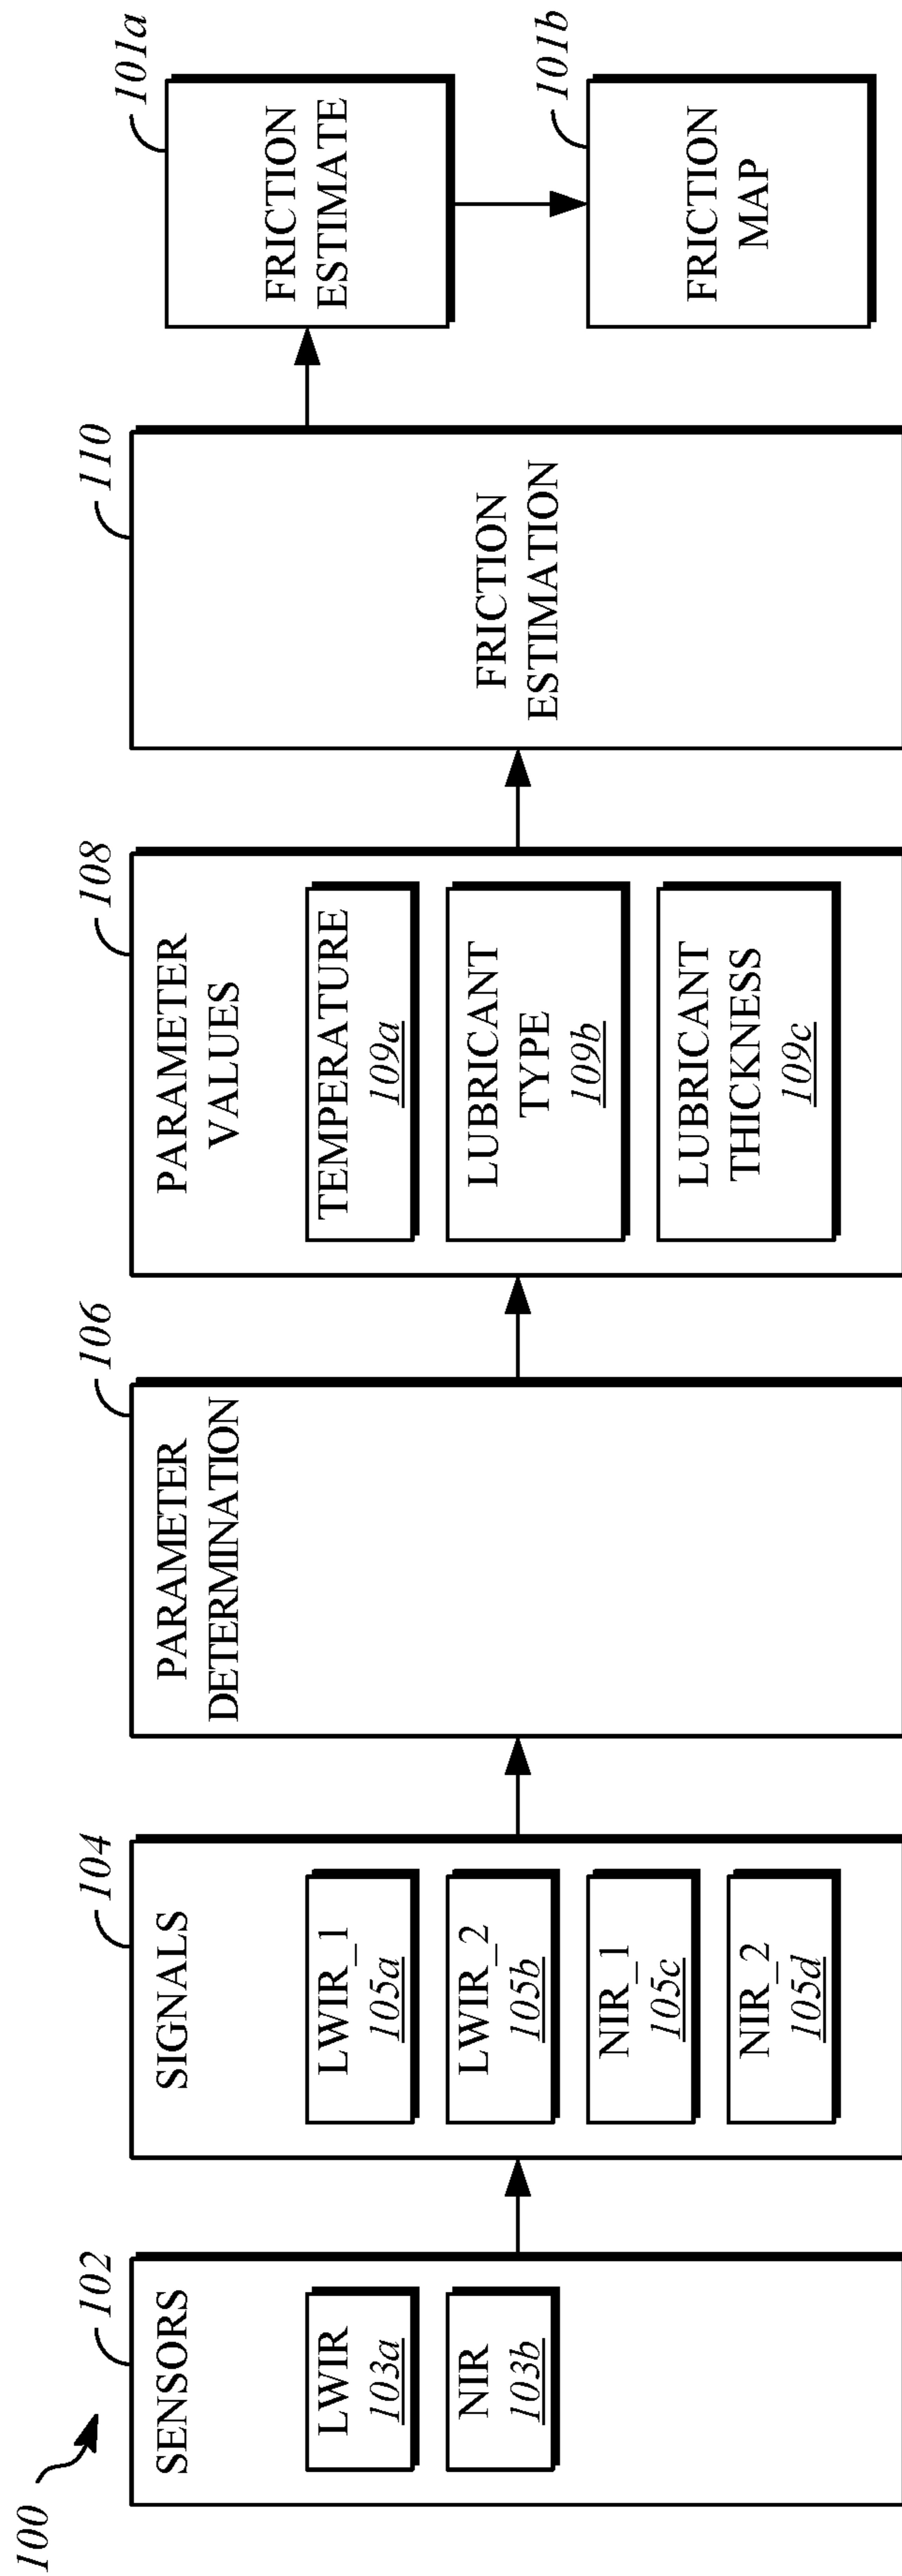 100
102
SENSORS
LWIR
103a
NIR
103b
104
SIGNALS
LWIR_1
105a
LWIR_2
105b
NIR_1
105c
NIR_2
105d
106
PARAMETER
DETERMINATION
108
PARAMETER
VALUES
TEMPERATURE
109a
LUBRICANT
TYPE
109b
LUBRICANT
THICKNESS
109c
110
FRICTION
ESTIMATION
101a
FRICTION
ESTIMATE
101b
FRICTION
MAP